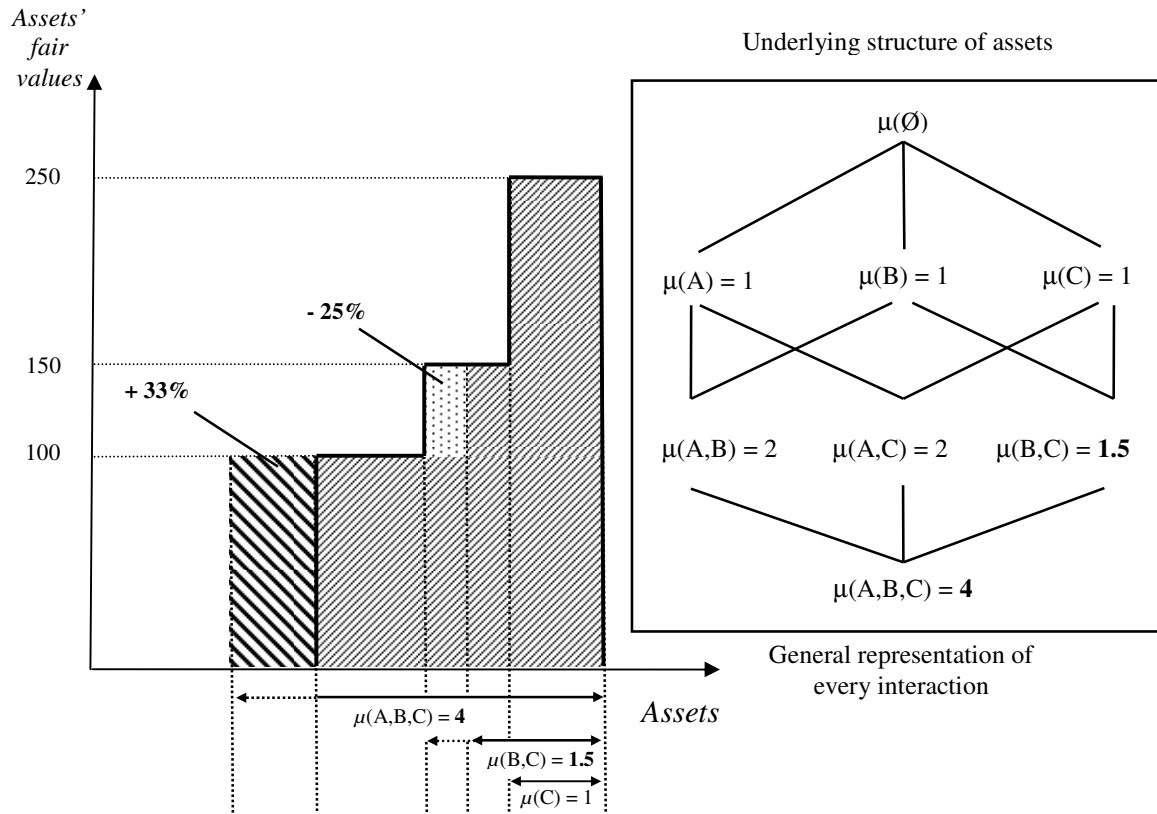 Assets’
fair
values
Underlying structure of assets
µ(Ø)
250
µ(A) = 1
µ(B) = 1
µ(C) = 1
- 25%
150
+ 33%
100
µ(A,B) = 2
µ(A,C) = 2
µ(B,C) = 1.5
µ(A,B,C) = 4
General representation of
every interaction
Assets
µ(A,B,C) = 4
µ(B,C) = 1.5
µ(C) = 1